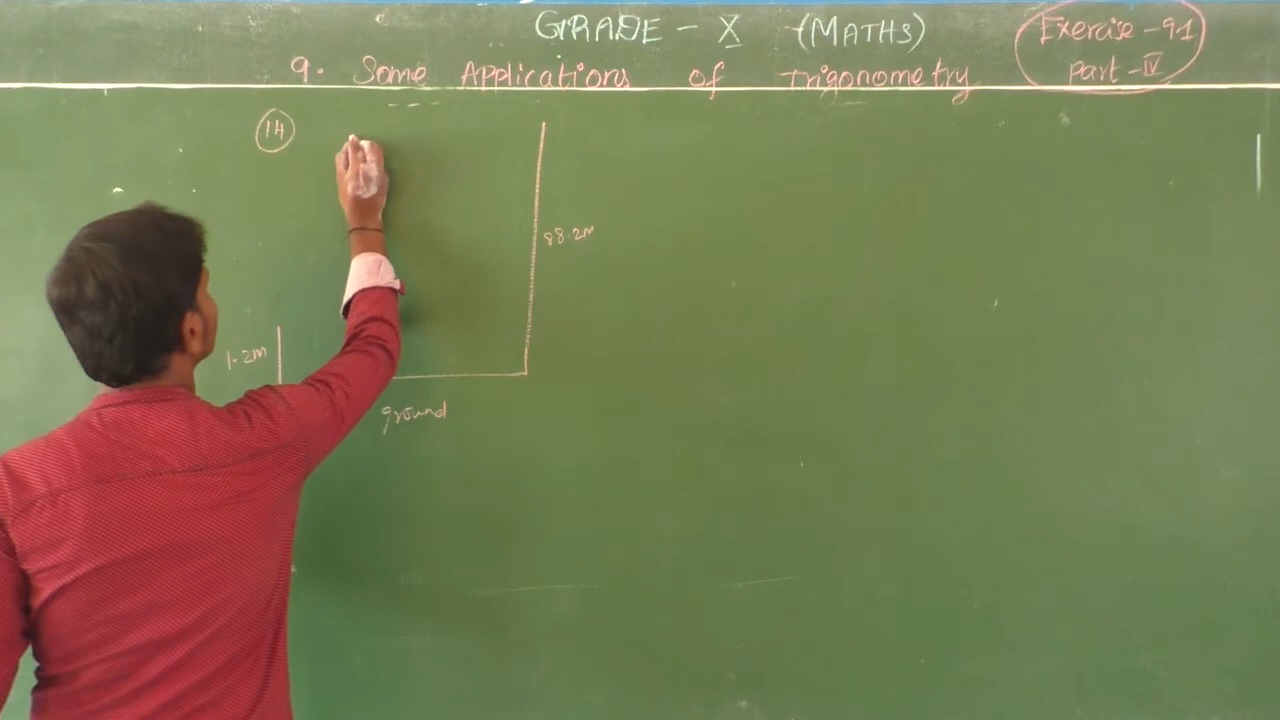 GRADE - X (MATHS)
Exercise - 9.1
part - IV
9. Some Applications of Trigonometry
14
88.2m
1.2m
ground